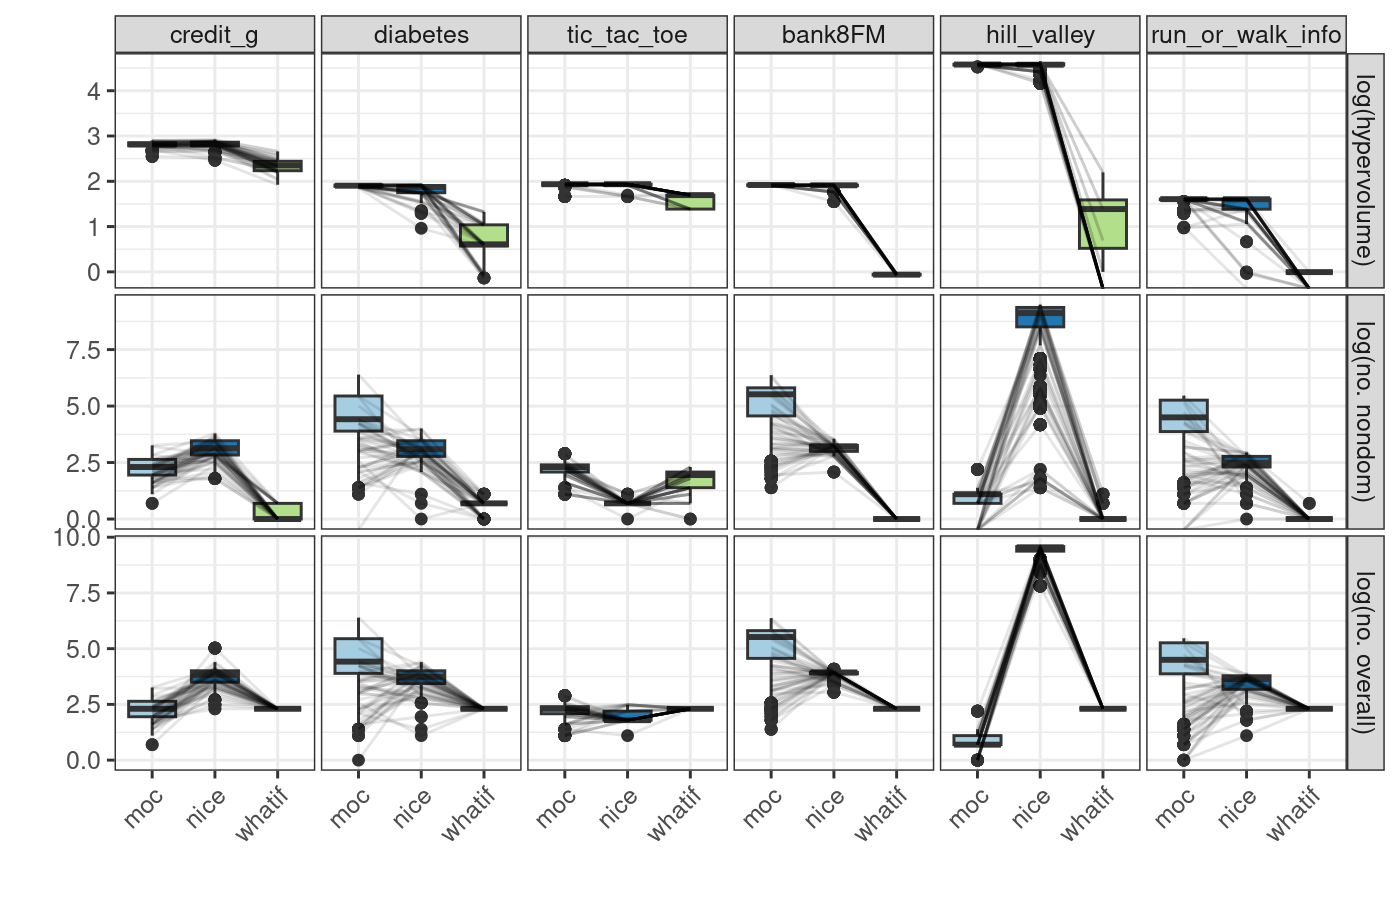 credit_g diabetes tic_tac_toe bank8FM hill_valley run_or_walk_info
4
3
2
1
0
log(hypervolume)
7.5
5.0
2.5
0.0
log(no. nondom)
10.0
7.5
5.0
2.5
0.0
log(no. overall)
moc nice whatif moc nice whatif moc nice whatif moc nice whatif moc nice whatif moc nice whatif